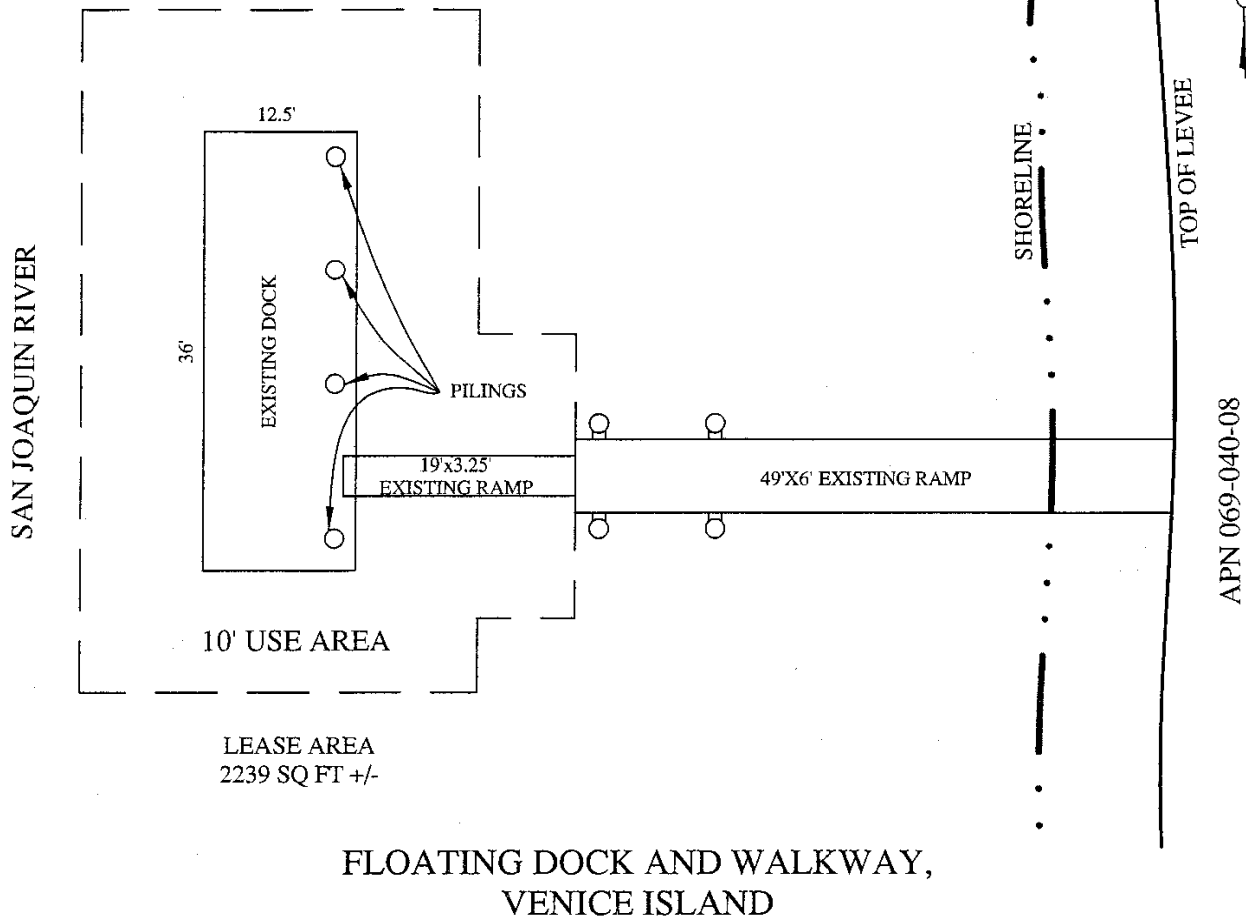 12.5'
36'
EXISTING DOCK
SAN JOAQUIN RIVER
PILINGS
19'x3.25'
EXISTING RAMP
49'X6' EXISTING RAMP
SHORELINE
TOP OF LEVEE
APN 069-040-08
10' USE AREA
LEASE AREA
2239 SQ FT +/-
FLOATING DOCK AND WALKWAY,
VENICE ISLAND